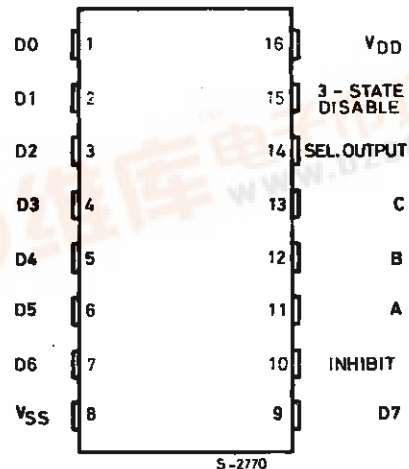 D0 1 16 VDD
D1 2 15 3-STATE DISABLE
D2 3 14 SEL.OUTPUT
D3 4 13 C
D4 5 12 B
D5 6 11 A
D6 7 10 INHIBIT
VSS 8 9 D7
S-2770